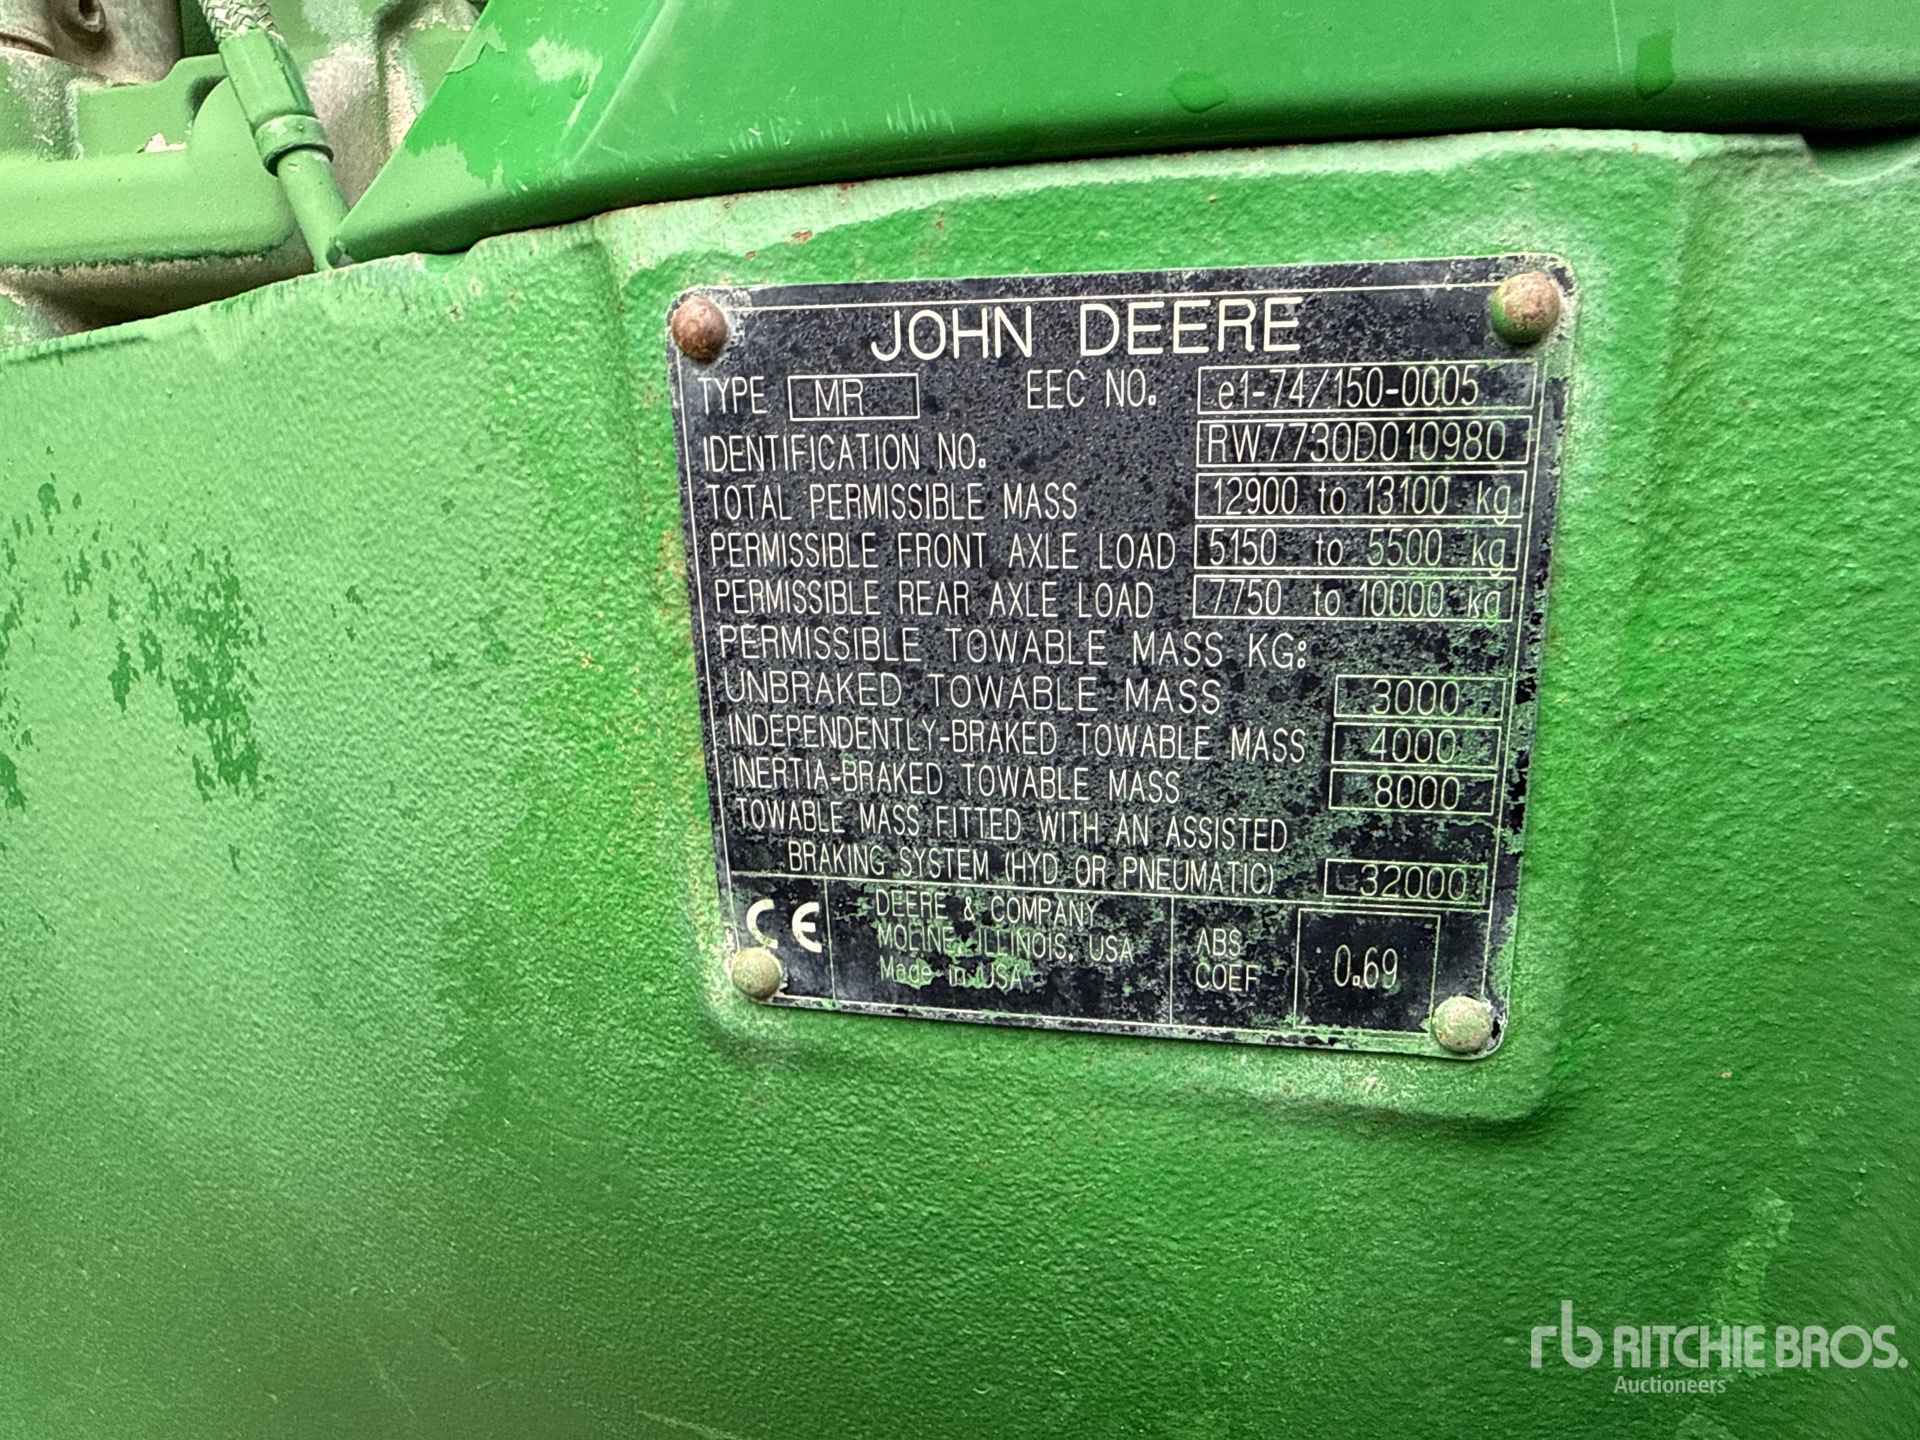 JOHN DEERE
TYPE MR EEC NO. e1-74/150-0005
IDENTIFICATION NO. RW7730D010980
TOTAL PERMISSIBLE MASS 12900 to 13100 kg
PERMISSIBLE FRONT AXLE LOAD 5150 to 5500 kg
PERMISSIBLE REAR AXLE LOAD 7750 to 10000 kg
PERMISSIBLE TOWABLE MASS KG:
UNBRAKED TOWABLE MASS 3000
INDEPENDENTLY-BRAKED TOWABLE MASS 4000
INERTIA-BRAKED TOWABLE MASS 8000
TOWABLE MASS FITTED WITH AN ASSISTED
BRAKING SYSTEM (HYD OR PNEUMATIC) 32000
CE
DEERE & COMPANY
MOLINE, ILLINOIS, USA
Made in USA
ABS
COEF
0.69
rb RITCHIE BROS.
Auctioneers